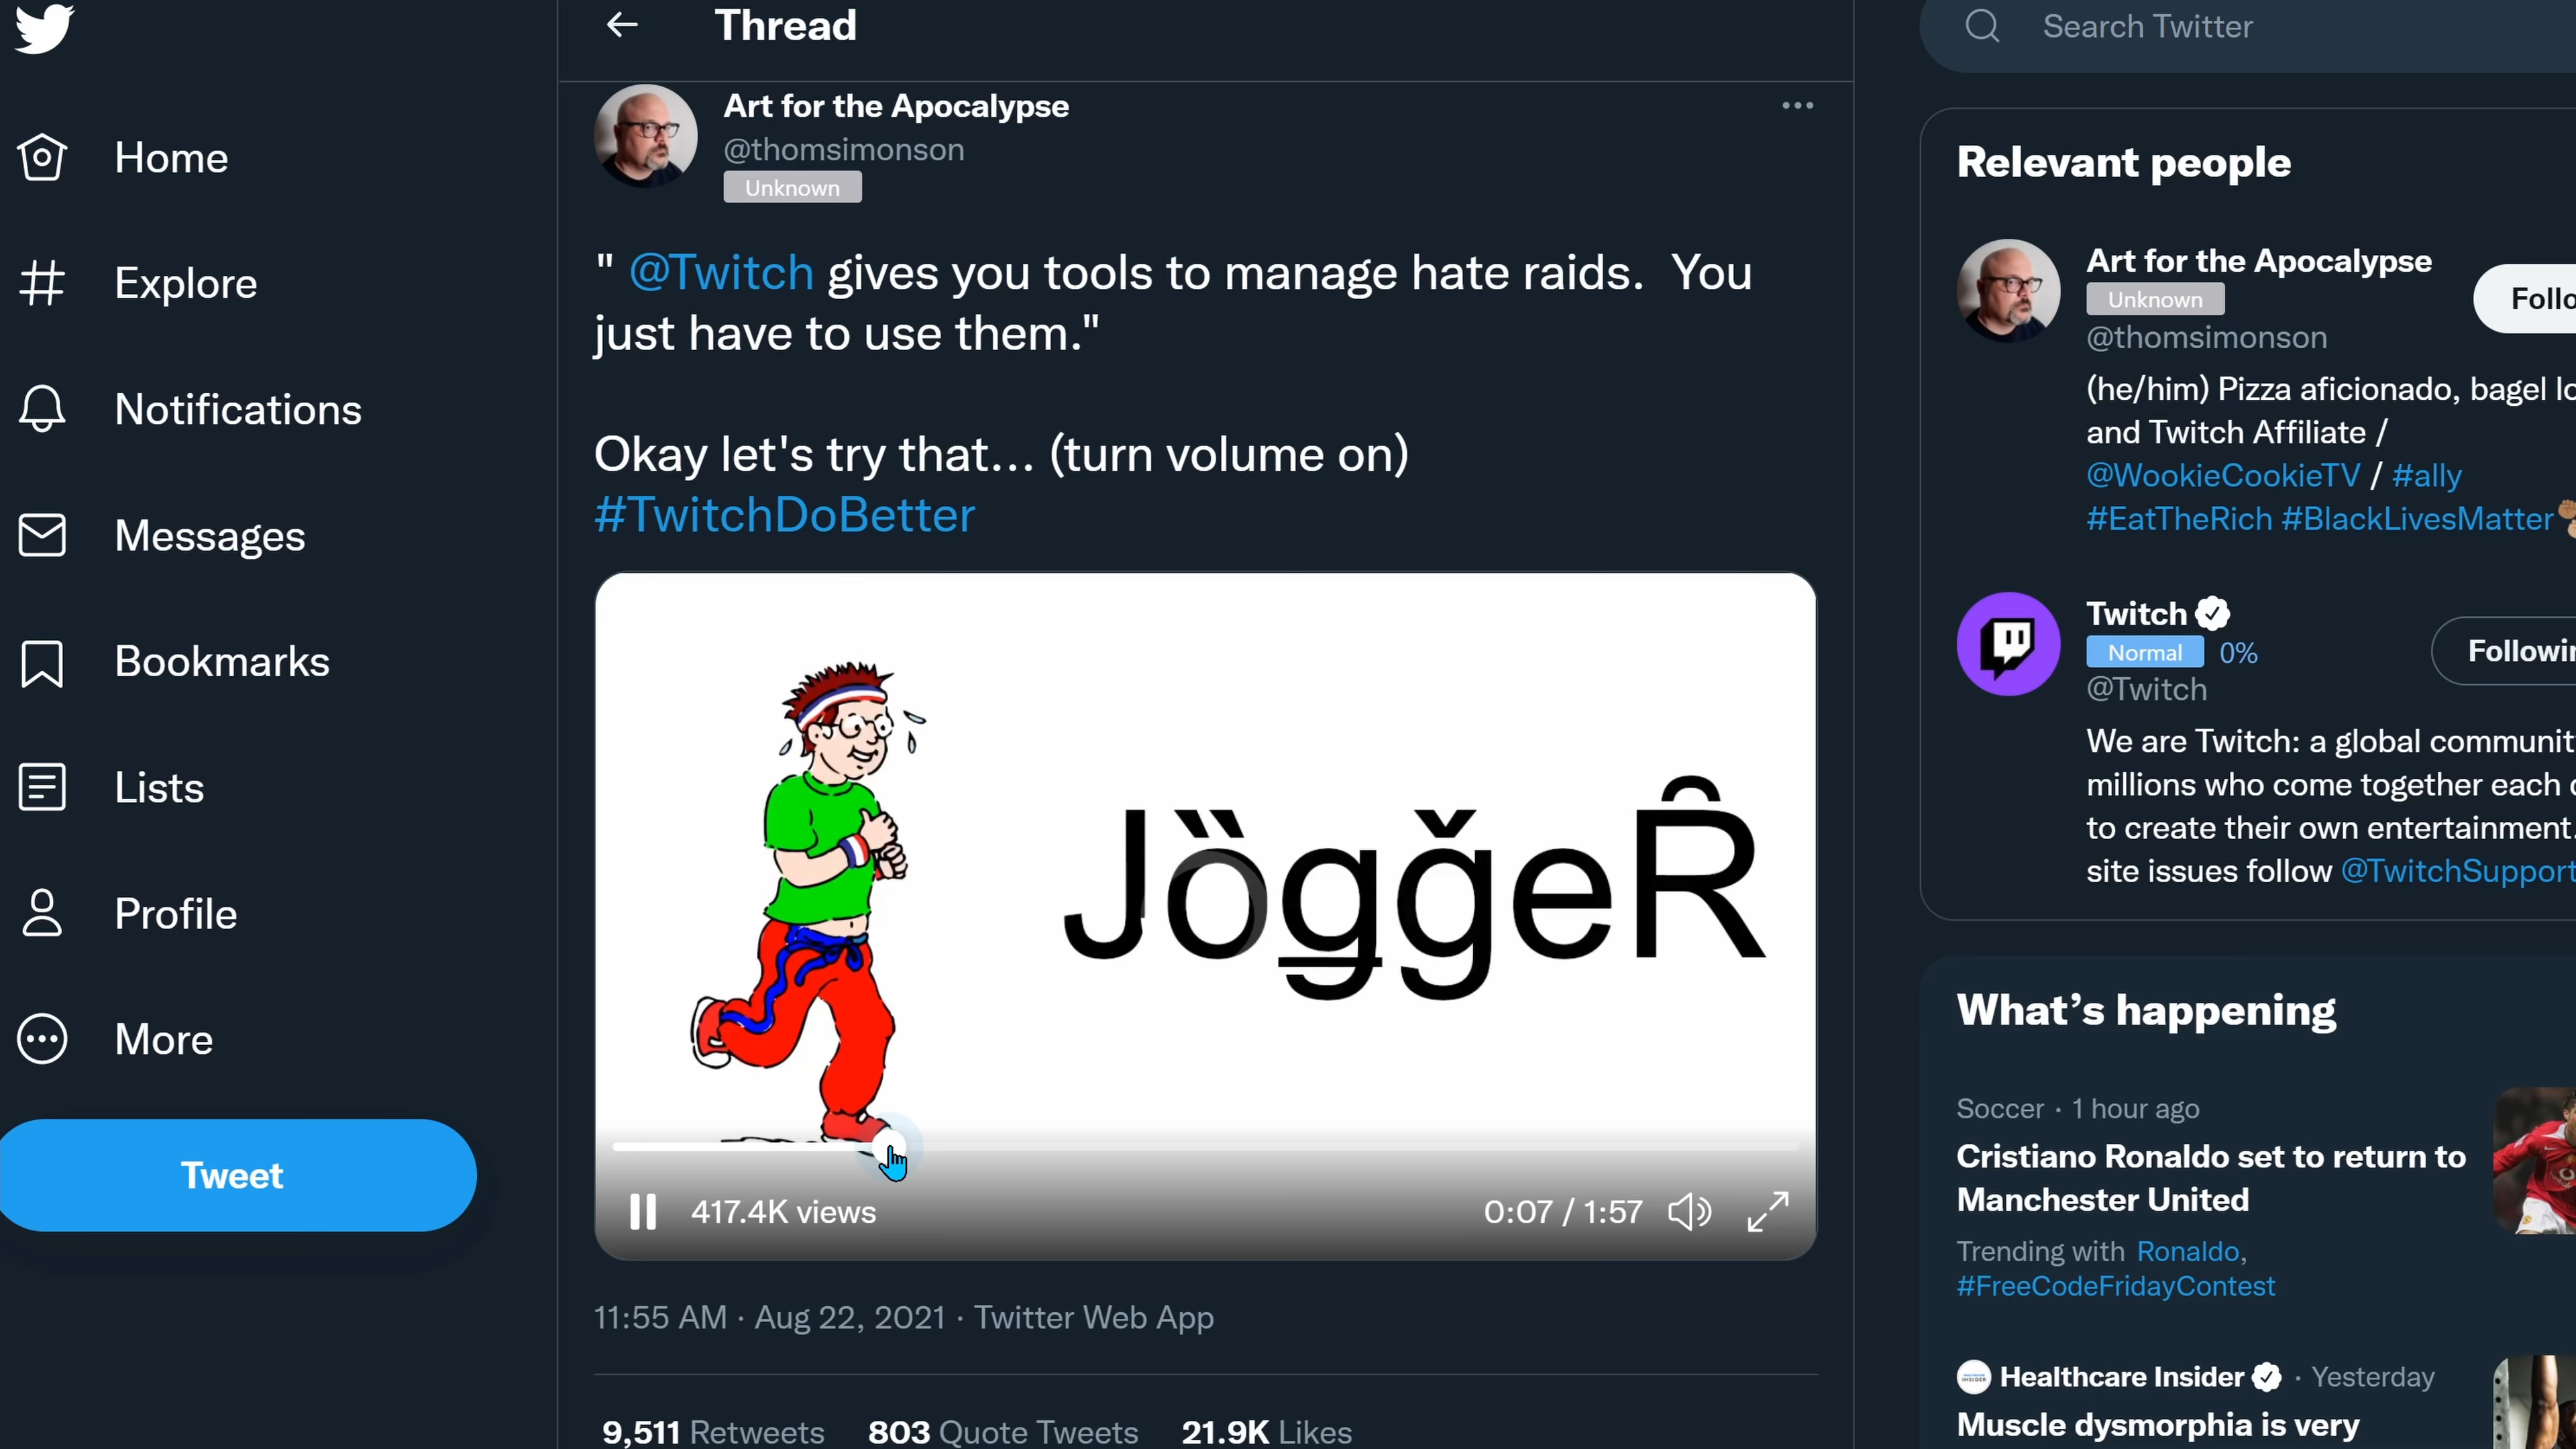 Thread
Search Twitter
Home
Explore
Notifications
Messages
Bookmarks
Lists
Profile
More
Tweet
Art for the Apocalypse
@thomsimonson
Unknown
" @Twitch gives you tools to manage hate raids.  You
just have to use them."
Okay let's try that... (turn volume on)
#TwitchDoBetter
Jȍg̲ğeȒ
417.4K views
0:07 / 1:57
11:55 AM · Aug 22, 2021 · Twitter Web App
9,511 Retweets 803 Quote Tweets 21.9K Likes
Relevant people
Art for the Apocalypse
Unknown
@thomsimonson
Follo
(he/him) Pizza aficionado, bagel lo
and Twitch Affiliate /
@WookieCookieTV / #ally
#EatTheRich #BlackLivesMatter
Twitch
Normal 0%
@Twitch
Followin
We are Twitch: a global communit
millions who come together each
to create their own entertainment.
site issues follow @TwitchSupport
What's happening
Soccer · 1 hour ago
Cristiano Ronaldo set to return to
Manchester United
Trending with Ronaldo,
#FreeCodeFridayContest
Healthcare Insider · Yesterday
Muscle dysmorphia is very